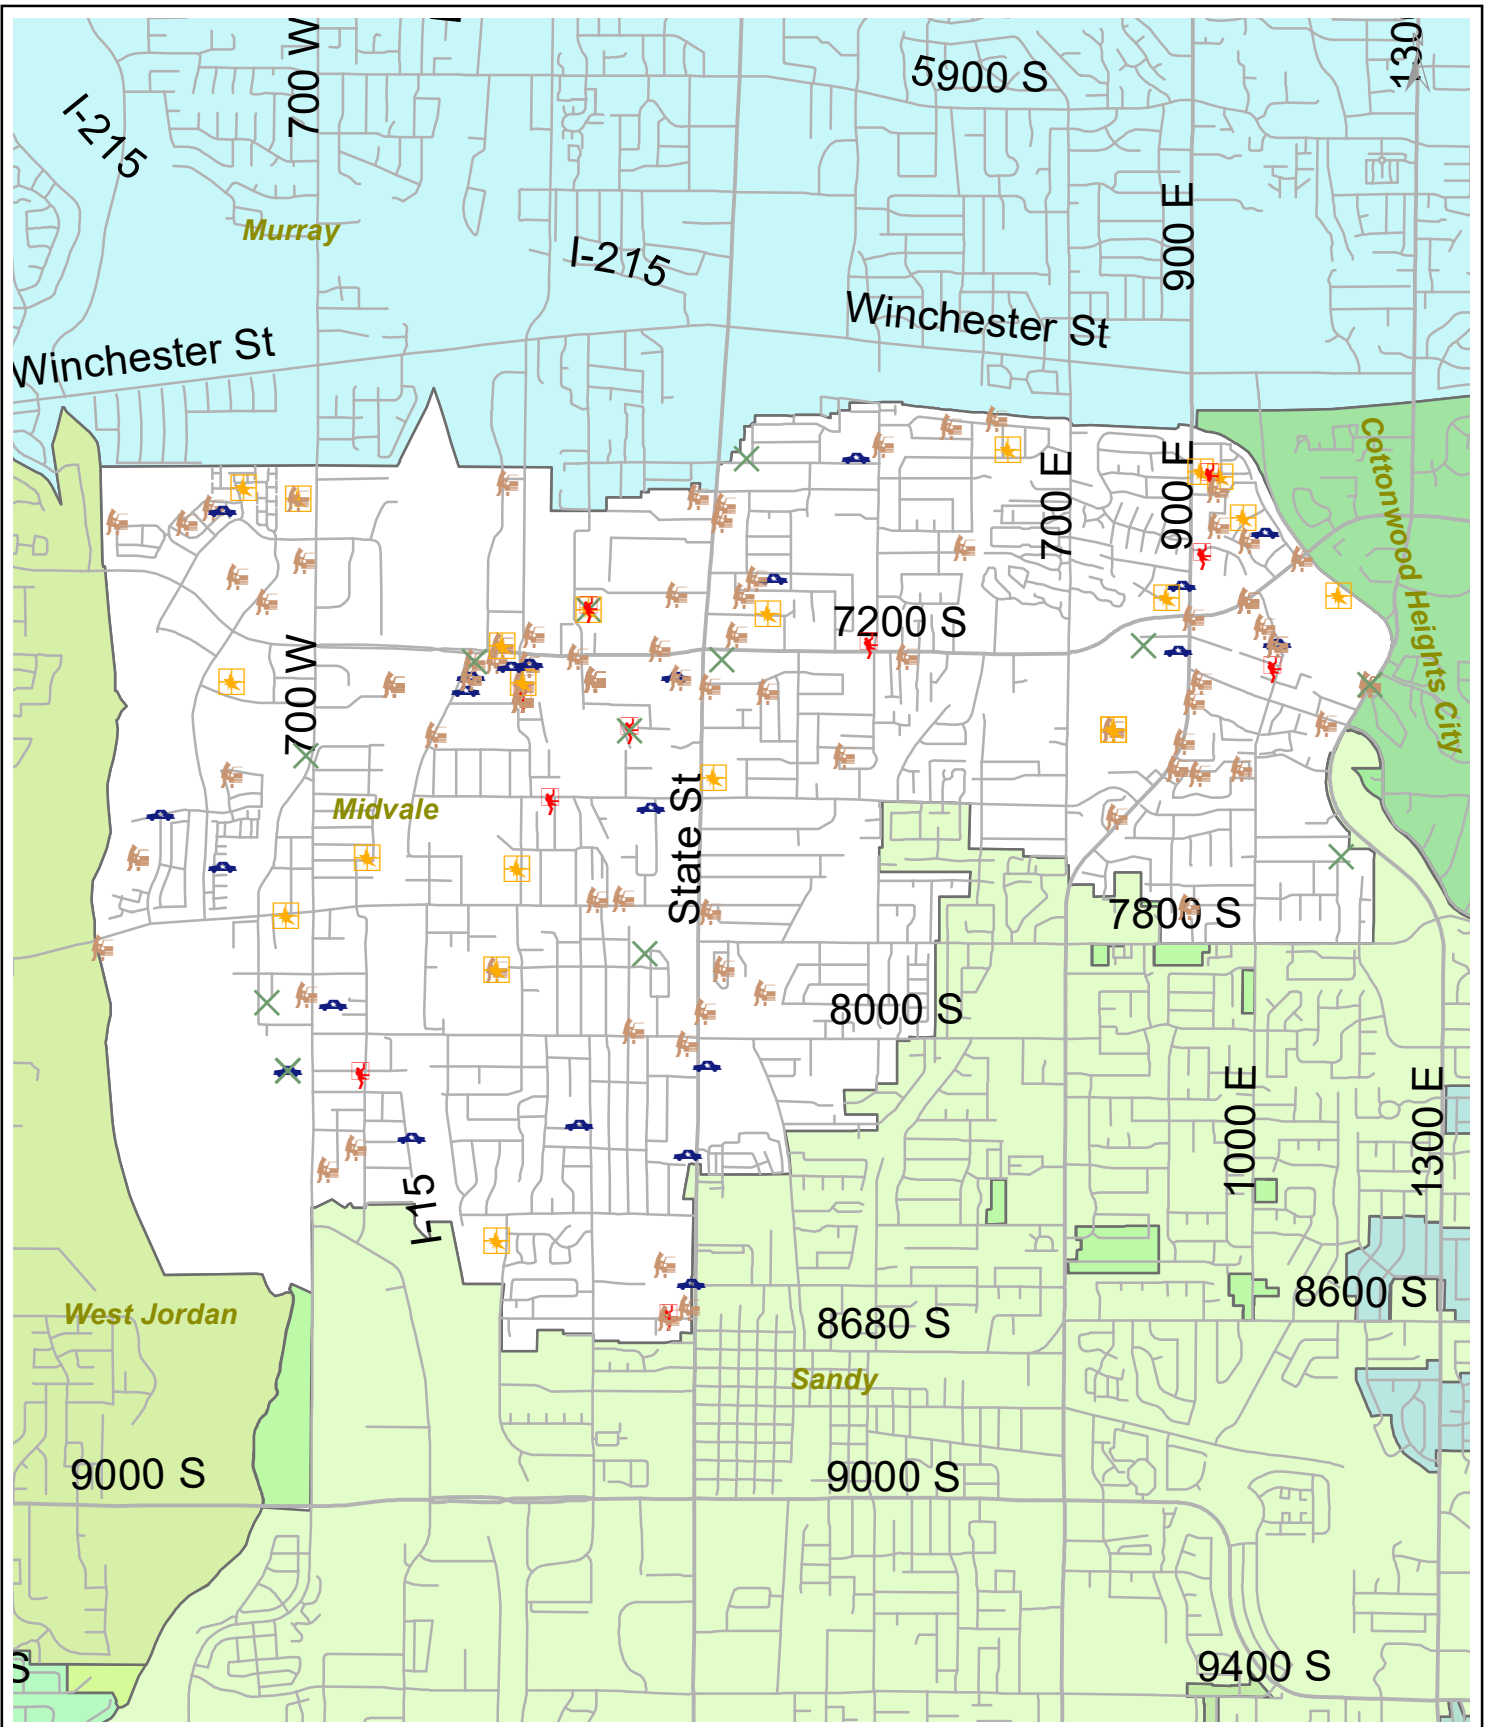 700 W
130
5900 S
I-215
900 E
Murray
I-215
Winchester St
Winchester St
Cottonwood Heights City
700 E
900 E
7200 S
700 W
Midvale
State St
7800 S
8000 S
1000 E
1300 E
I-15
8600 S
West Jordan
8680 S
Sandy
9000 S
9000 S
9400 S
S